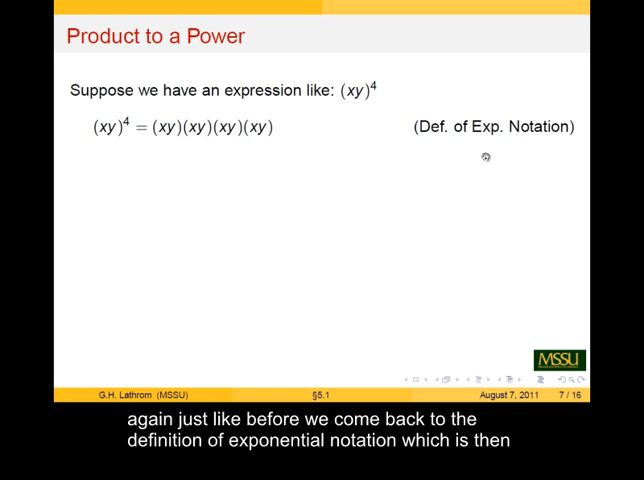 Product to a Power
Suppose we have an expression like: (xy)⁴
(xy)⁴ = (xy)(xy)(xy)(xy) (Def. of Exp. Notation)
MSSU
G.H. Lathrom (MSSU) §5.1 August 7, 2011 7 / 16
again just like before we come back to the
definition of exponential notation which is then